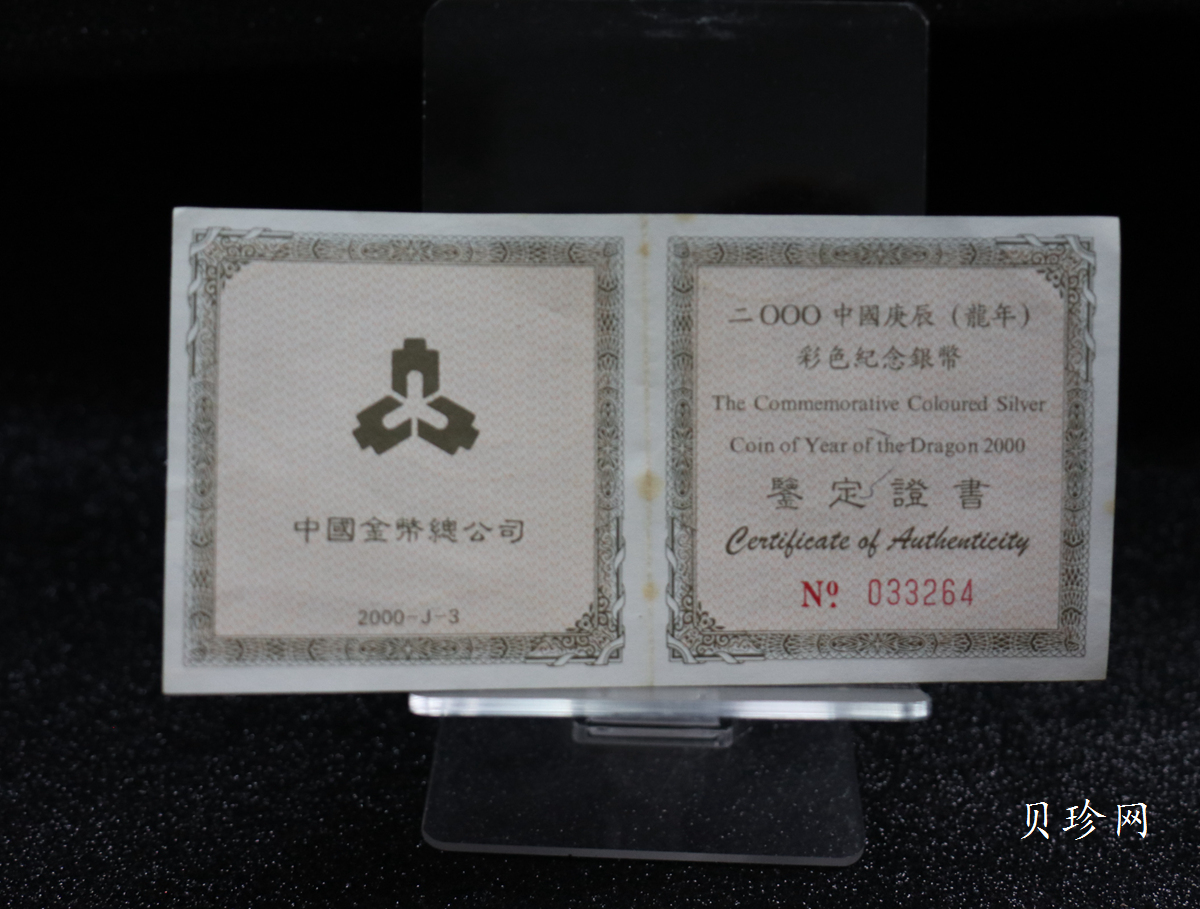 中國金幣總公司
2000-J-3
二OOO 中國庚辰（龍年）
彩色紀念銀幣
The Commemorative Coloured Silver
Coin of Year of the Dragon 2000
鑒定證書
Certificate of Authenticity
Nº 033264
贝珍网